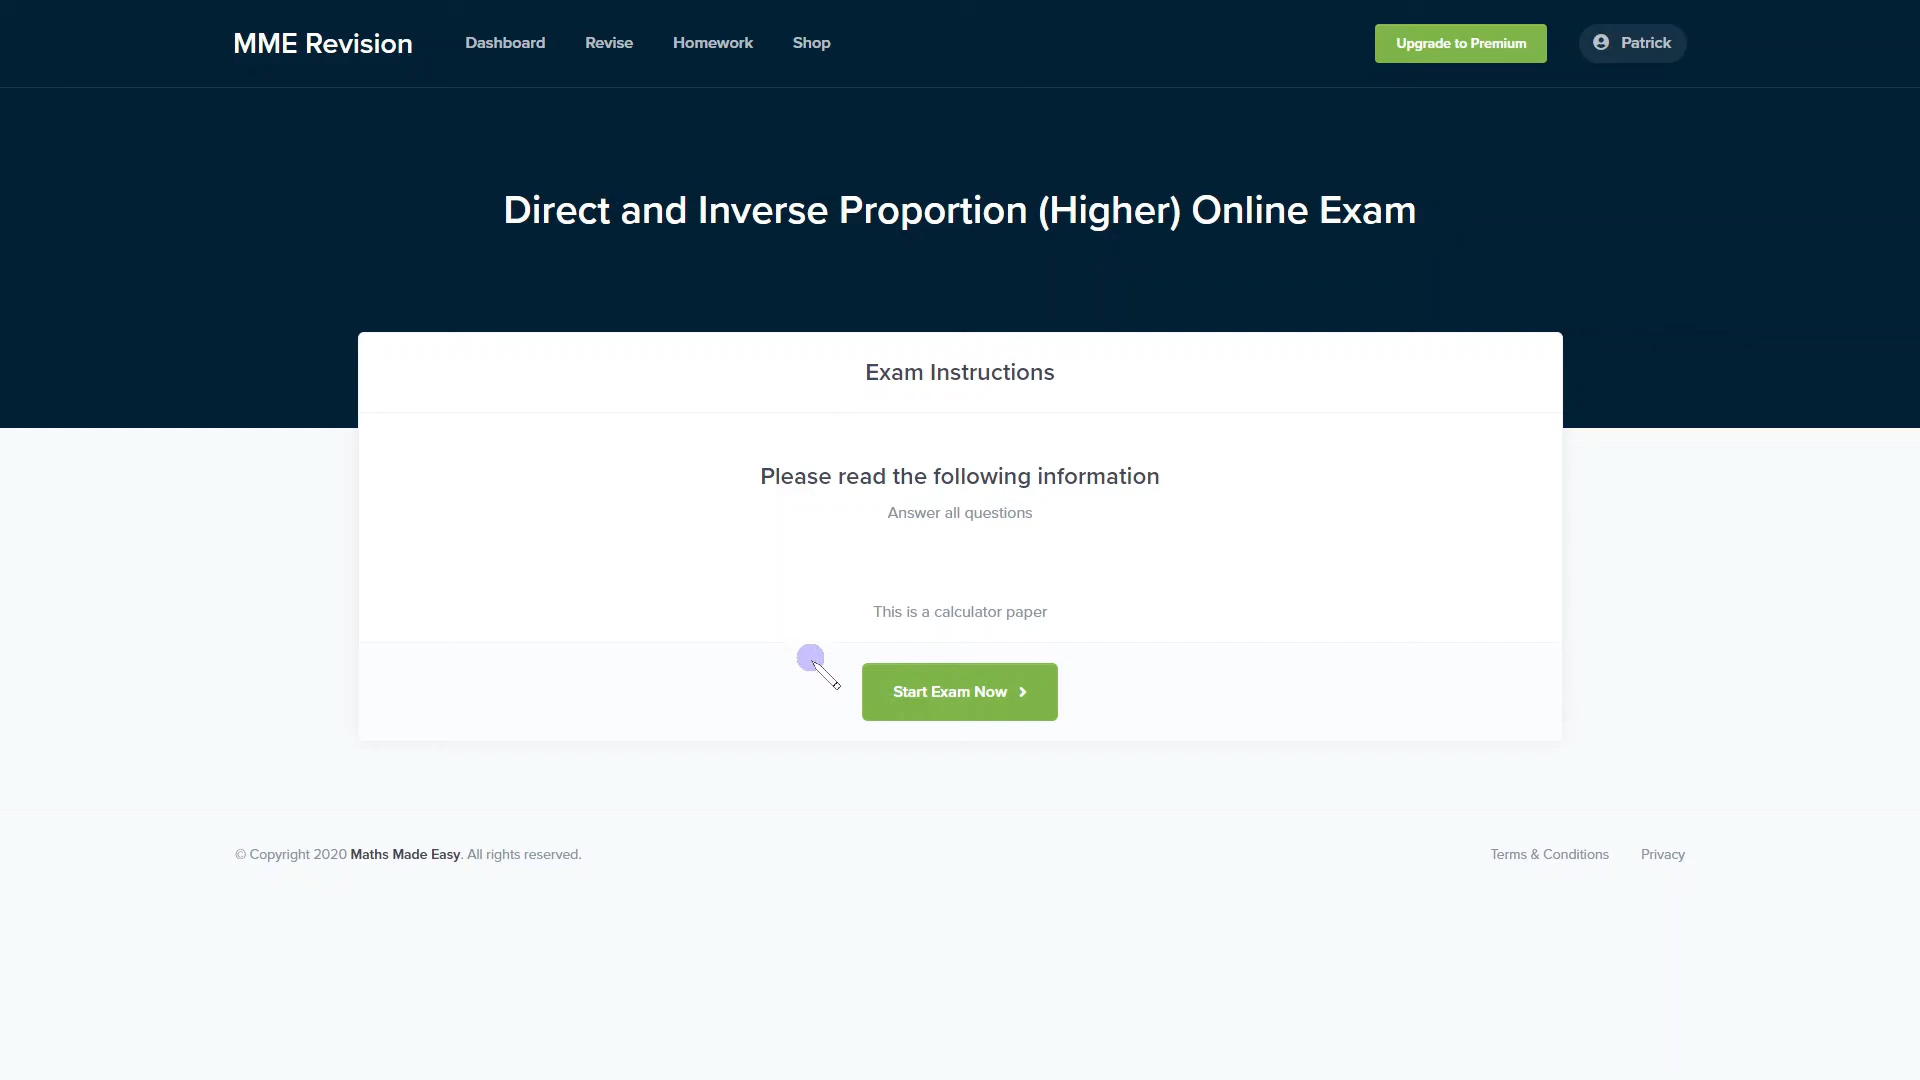 MME Revision
Dashboard
Revise
Homework
Shop
Upgrade to Premium
Patrick
Direct and Inverse Proportion (Higher) Online Exam
Exam Instructions
Please read the following information
Answer all questions
This is a calculator paper
Start Exam Now
© Copyright 2020 Maths Made Easy. All rights reserved.
Terms & Conditions
Privacy